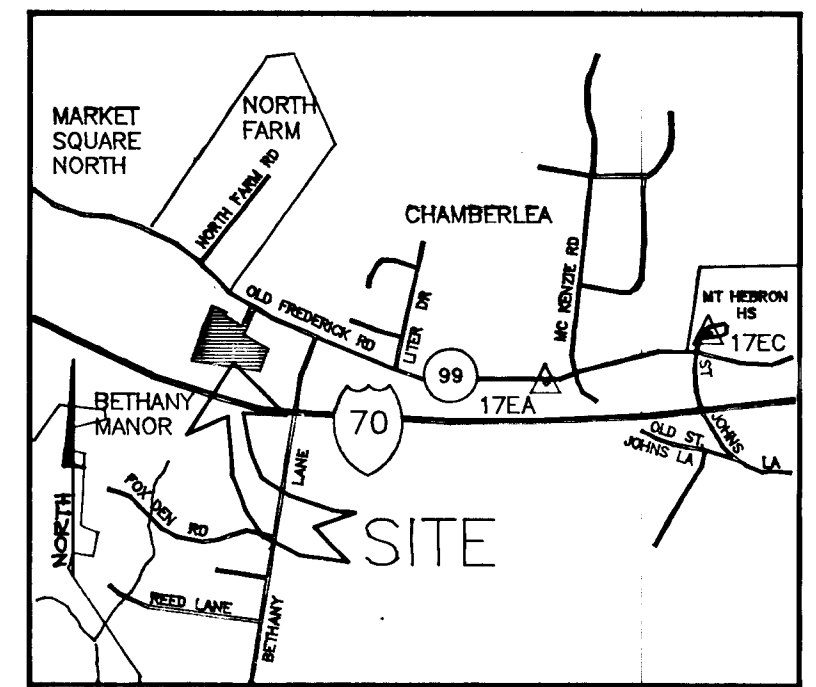 MARKET
SQUARE
NORTH
NORTH
FARM
NORTH FARM RD
CHAMBERLEA
OLD FREDERICK RD
LITER DR
MC KENZIE RD
MT HEBRON
HS
17EC
99
17EA
ST.
JOHNS
LA
OLD ST.
JOHNS LA
70
BETHANY
MANOR
LANE
FOX DEN RD
NORTH
SITE
REED LANE
BETHANY